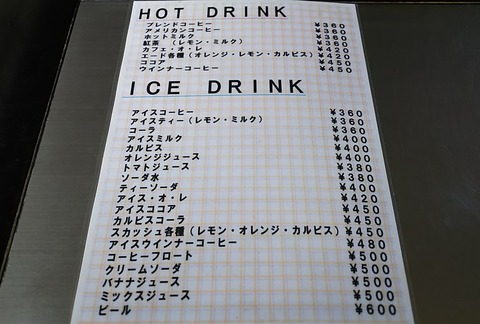 HOT DRINK
ブレンドコーヒー ¥360
アメリカンコーヒー ¥360
ホットミルク ¥360
紅茶 (レモン・ミルク) ¥360
カフェ・オ・レ ¥420
エード各種(オレンジ・レモン・カルピス) ¥420
ココア ¥450
ウインナーコーヒー ¥450
ICE DRINK
アイスコーヒー ¥360
アイスティー(レモン・ミルク) ¥360
コーラ ¥360
アイスミルク ¥400
カルピス ¥400
オレンジジュース ¥400
トマトジュース ¥380
ソーダ水 ¥380
ティーソーダ ¥400
アイス・オ・レ ¥420
アイスココア ¥450
カルピスコーラ ¥450
スカッシュ各種(レモン・オレンジ・カルピス) ¥450
アイスウインナーコーヒー ¥480
コーヒーフロート ¥500
クリームソーダ ¥500
バナナジュース ¥500
ミックスジュース ¥500
ビール ¥600